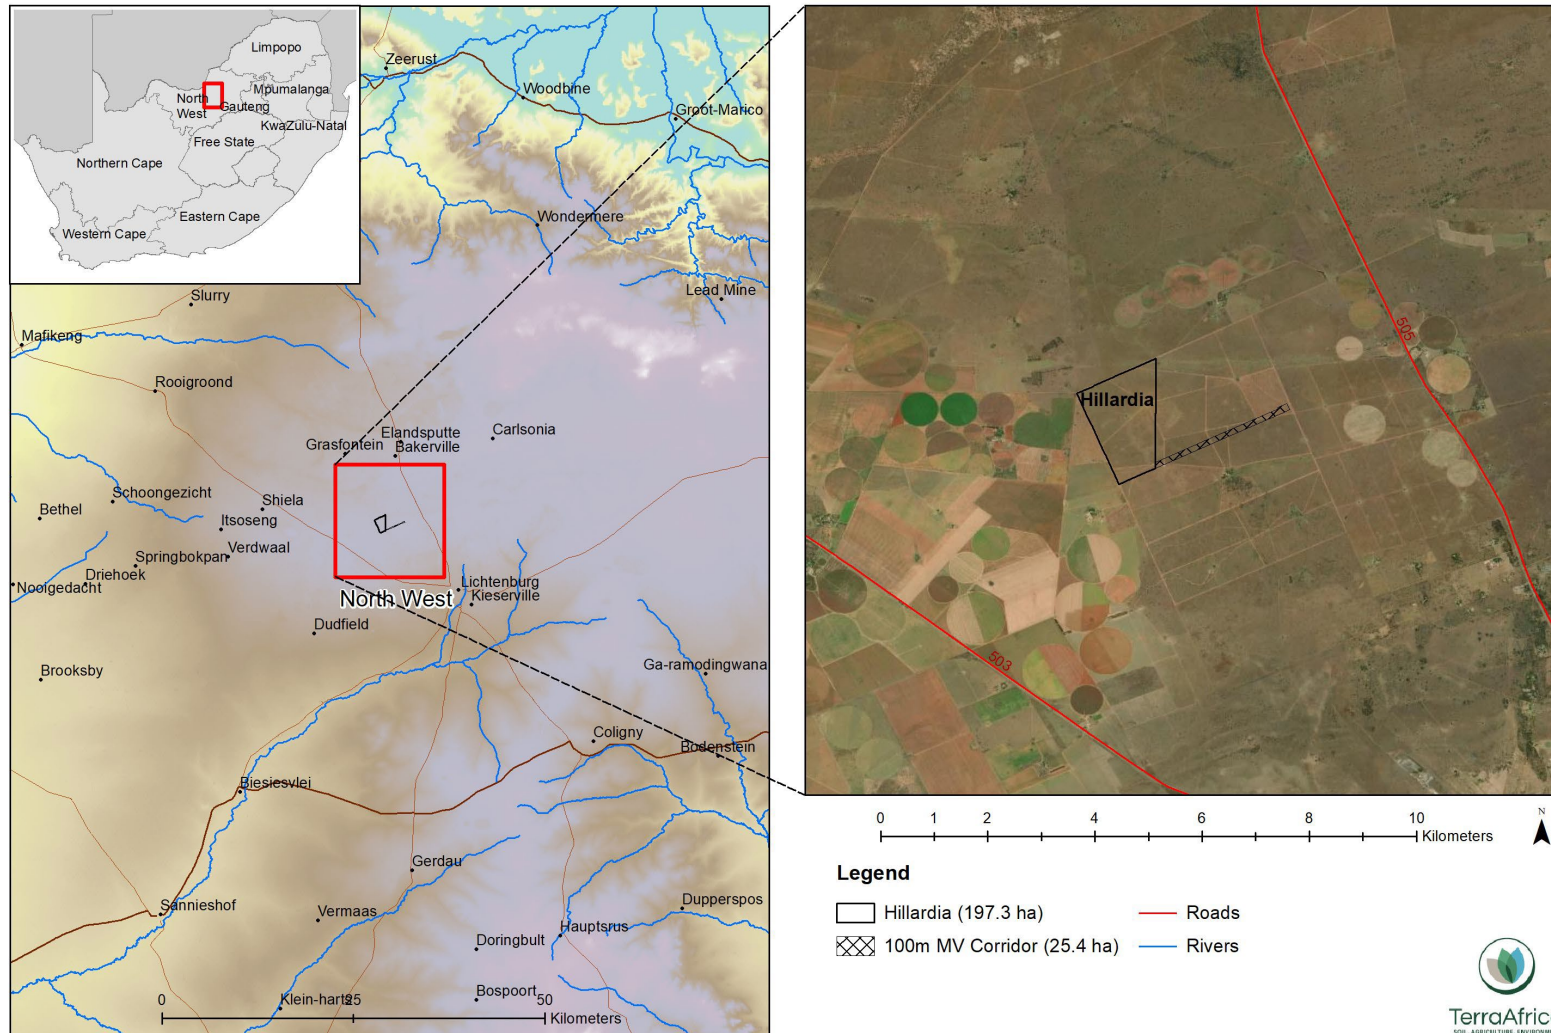 Limpopo
Mpumalanga
North
West
Gauteng
KwaZulu-Natal
Free State
Northern Cape
Eastern Cape
Western Cape
Zeerust
Woodbine
Groot-Marico
Wondermere
Lead Mine
Slurry
Mafikeng
Rooigroond
Carlsonia
Elandsputte
Grasfontein
Bakerville
Schoongezicht
Shiela
Bethel
Itsoseng
Verdwaal
Springbokpan
Driehoek
Nooigedacht
Lichtenburg
Kieserville
North West
Dudfield
Brooksby
Ga-ramodingwana
Coligny
Bodenstein
Biesiesvlei
Gerdau
Sannieshof
Vermaas
Dupperspos
Hauptsrus
Doringbult
Bospoort
Klein-harts
0 25 50
Kilometers
505
Hillardia
503
0 1 2 4 6 8 10
Kilometers
N
Legend
Hillardia (197.3 ha)
Roads
100m MV Corridor (25.4 ha)
Rivers
TerraAfric
SOIL AGRICULTURE ENVIRONME